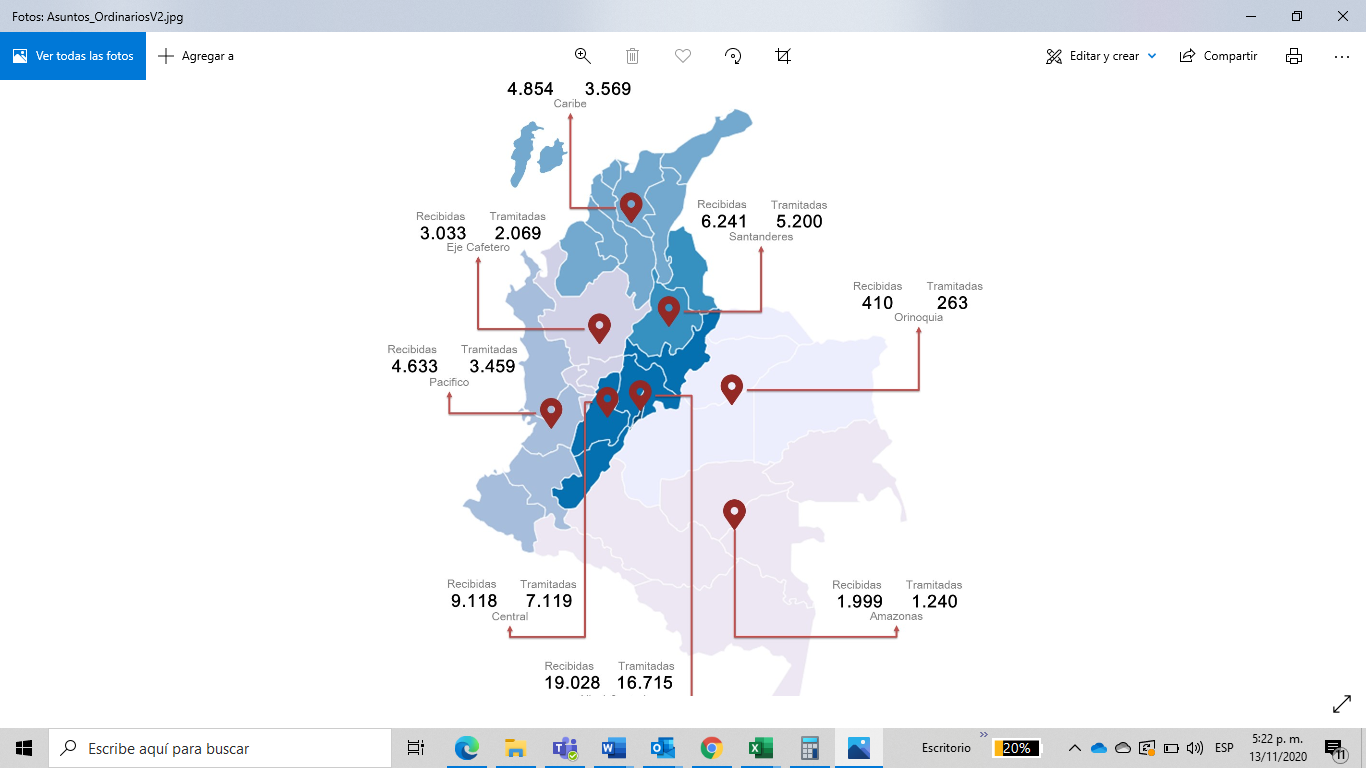 Fotos: Asuntos_OrdinariosV2.jpg
Ver todas las fotos
Agregar a
Editar y crear
Compartir
4.854 3.569
Caribe
Recibidas Tramitadas
6.241 5.200
Santanderes
Recibidas Tramitadas
3.033 2.069
Eje Cafetero
Recibidas Tramitadas
410 263
Orinoquia
Recibidas Tramitadas
4.633 3.459
Pacifico
Recibidas Tramitadas
9.118 7.119
Central
Recibidas Tramitadas
1.999 1.240
Amazonas
Recibidas Tramitadas
19.028 16.715
Escribe aquí para buscar
Escritorio
20%
ESP
5:22 p. m.
13/11/2020
11